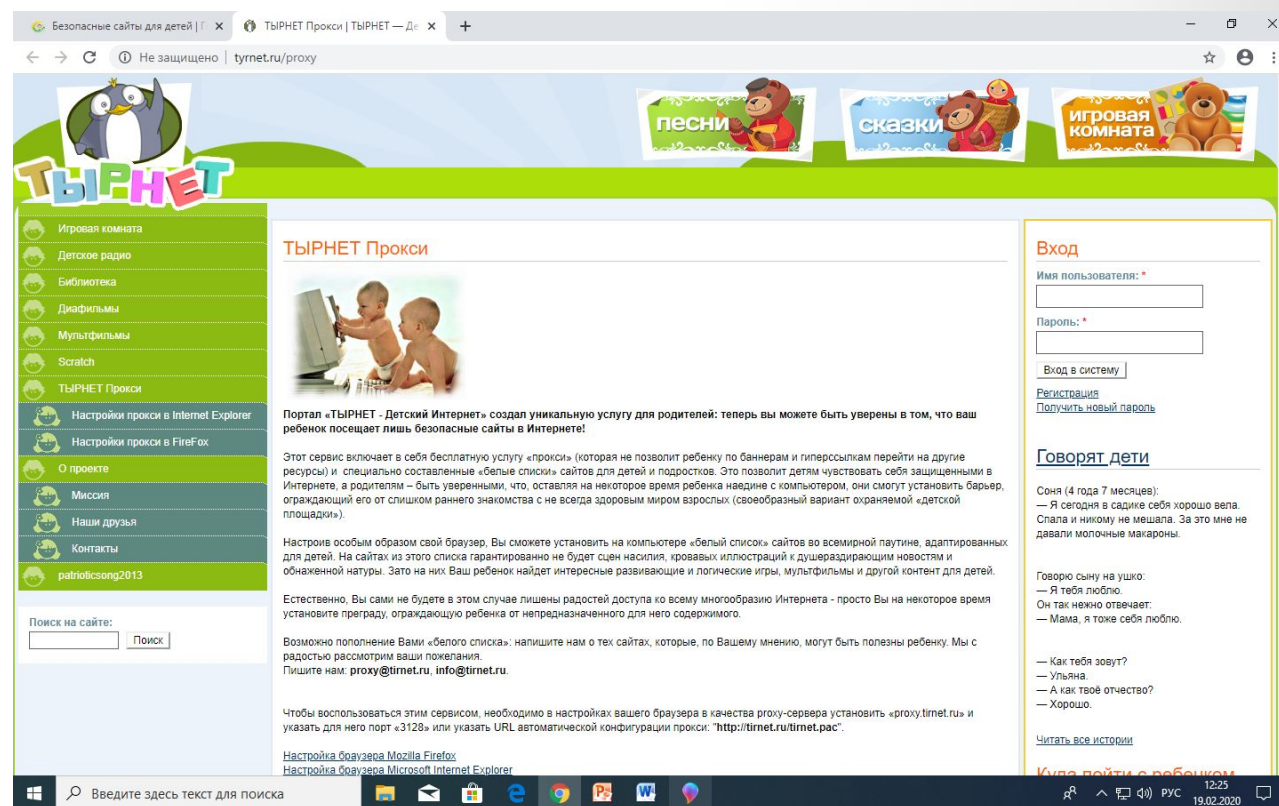 Безопасные сайты для детей | Г
ТЫРНЕТ Прокси | ТЫРНЕТ — Де
Не защищено | tyrnet.ru/proxy
ТЫРНЕТ
песни
сказки
игровая
комната
Игровая комната
Детское радио
Библиотека
Диафильмы
Мультфильмы
Scratch
ТЫРНЕТ Прокси
Настройки прокси в Internet Explorer
Настройки прокси в FireFox
О проекте
Миссия
Наши друзья
Контакты
patrioticsong2013
Поиск на сайте:
Поиск
ТЫРНЕТ Прокси
Портал «ТЫРНЕТ - Детский Интернет» создал уникальную услугу для родителей: теперь вы можете быть уверены в том, что ваш
ребенок посещает лишь безопасные сайты в Интернете!
Этот сервис включает в себя бесплатную услугу «прокси» (которая не позволит ребенку по баннерам и гиперссылкам перейти на другие
ресурсы) и специально составленные «белые списки» сайтов для детей и подростков. Это позволит детям чувствовать себя защищенными в
Интернете, а родителям – быть уверенными, что, оставляя на некоторое время ребенка наедине с компьютером, они смогут установить барьер,
ограждающий его от слишком раннего знакомства с не всегда здоровым миром взрослых (своеобразный вариант охраняемой «детской
площадки»).
Настроив особым образом свой браузер, Вы сможете установить на компьютере «белый список» сайтов во всемирной паутине, адаптированных
для детей. На сайтах из этого списка гарантированно не будет сцен насилия, кровавых иллюстраций к душераздирающим новостям и
обнаженной натуры. Зато на них Ваш ребенок найдет интересные развивающие и логические игры, мультфильмы и другой контент для детей.
Естественно, Вы сами не будете в этом случае лишены радостей доступа ко всему многообразию Интернета - просто Вы на некоторое время
установите преграду, ограждающую ребенка от непредназначенного для него содержимого.
Возможно пополнение Вами «белого списка»: напишите нам о тех сайтах, которые, по Вашему мнению, могут быть полезны ребенку. Мы с
радостью рассмотрим ваши пожелания.
Пишите нам: proxy@tirnet.ru, info@tirnet.ru.
Чтобы воспользоваться этим сервисом, необходимо в настройках вашего браузера в качества proxy-сервера установить «proxy.tirnet.ru» и
указать для него порт «3128» или указать URL автоматической конфигурации прокси: "http://tirnet.ru/tirnet.pac".
Настройка браузера Mozilla Firefox
Настройка браузера Microsoft Internet Explorer
Вход
Имя пользователя: *
Пароль: *
Вход в систему
Регистрация
Получить новый пароль
Говорят дети
Соня (4 года 7 месяцев):
— Я сегодня в садике себя хорошо вела.
Спала и никому не мешала. За это мне не
давали молочные макароны.
Говорю сыну на ушко:
— Я тебя люблю.
Он так нежно отвечает:
— Мама, я тоже себя люблю.
— Как тебя зовут?
— Ульяна.
— А как твоё отчество?
— Хорошо.
Читать все истории
Куда пойти с ребенком
Введите здесь текст для поиска
РУС
12:25
19.02.2020